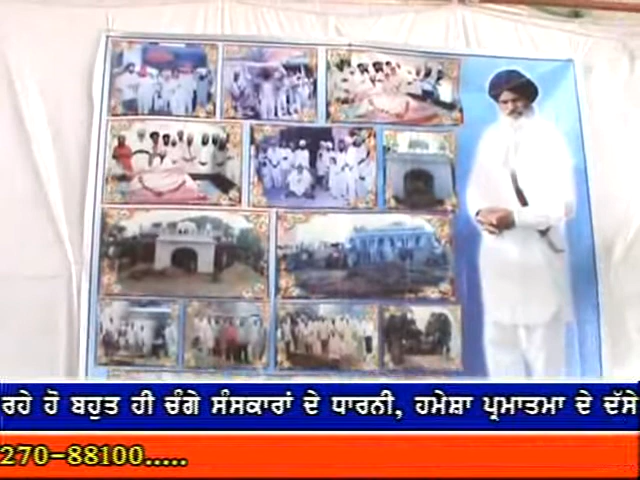 ਰਹੇ ਹੋ ਬਹੁਤ ਹੀ ਚੰਗੇ ਸੰਸਕਾਰਾਂ ਦੇ ਧਾਰਨੀ, ਹਮੇਸ਼ਾ ਪ੍ਰਮਾਤਮਾ ਦੇ ਦੱਸੇ
270-88100.....